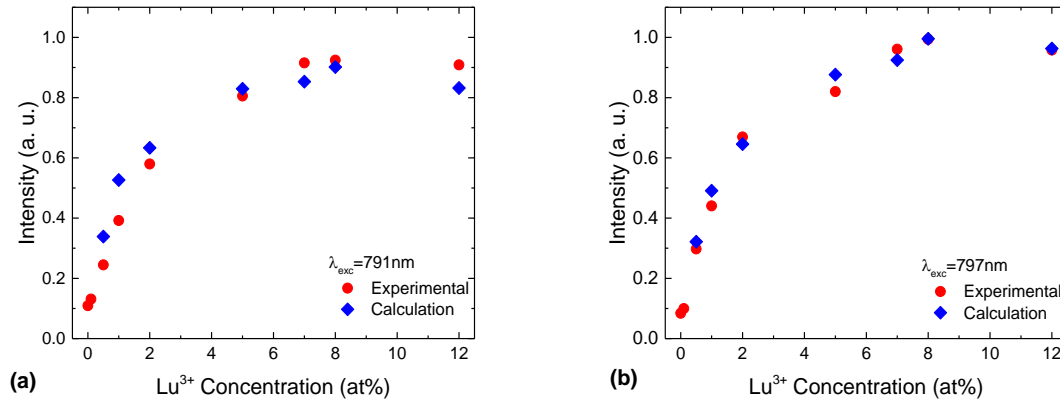 1.0
0.8
0.6
0.4
0.2
0.0
Intensity (a. u.)
λexc=791nm
Experimental
Calculation
0 2 4 6 8 10 12
Lu3+ Concentration (at%)
(a)
1.0
0.8
0.6
0.4
0.2
0.0
Intensity (a. u.)
λexc=797nm
Experimental
Calculation
0 2 4 6 8 10 12
Lu3+ Concentration (at%)
(b)